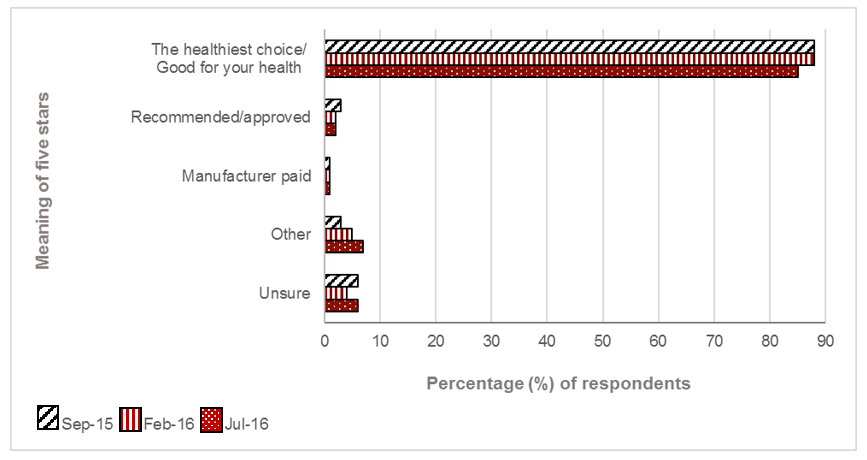 Meaning of five stars
The healthiest choice/
Good for your health
Recommended/approved
Manufacturer paid
Other
Unsure
0 10 20 30 40 50 60 70 80 90
Percentage (%) of respondents
Sep-15 Feb-16 Jul-16